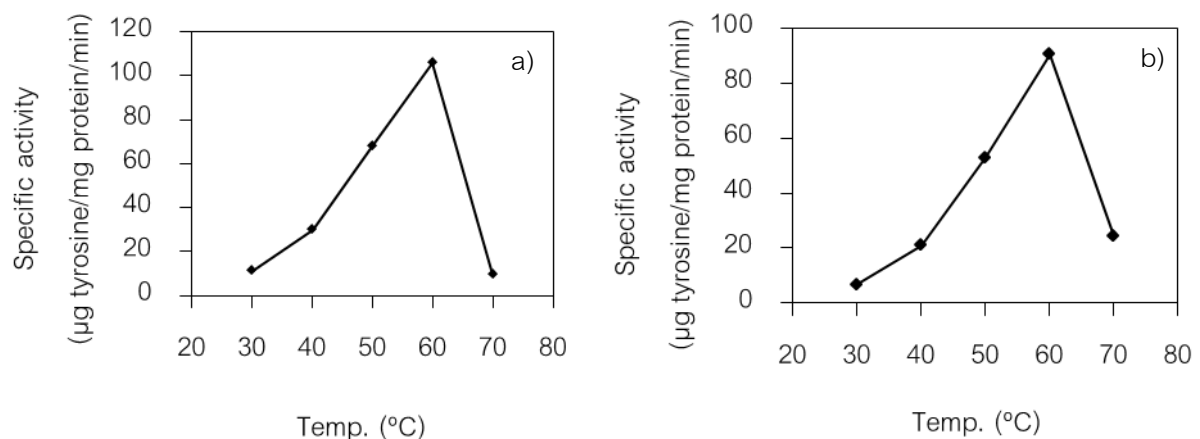 Specific activity
(µg tyrosine/mg protein/min)
120
100
80
60
40
20
0
a)
20 30 40 50 60 70 80
Temp. (ºC)
Specific activity
(µg tyrosine/mg protein/min)
100
80
60
40
20
0
b)
20 30 40 50 60 70 80
Temp. (ºC)